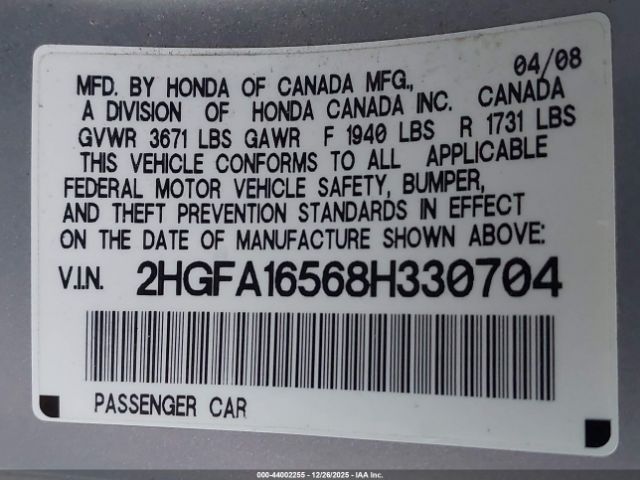 04/08
MFD. BY HONDA OF CANADA MFG.,
A DIVISION OF HONDA CANADA INC. CANADA
GVWR 3671 LBS GAWR F 1940 LBS R 1731 LBS
THIS VEHICLE CONFORMS TO ALL APPLICABLE
FEDERAL MOTOR VEHICLE SAFETY, BUMPER,
AND THEFT PREVENTION STANDARDS IN EFFECT
ON THE DATE OF MANUFACTURE SHOWN ABOVE:
V.I.N. 2HGFA16568H330704
PASSENGER CAR
000-44002255 - 12/26/2025 - IAA Inc.